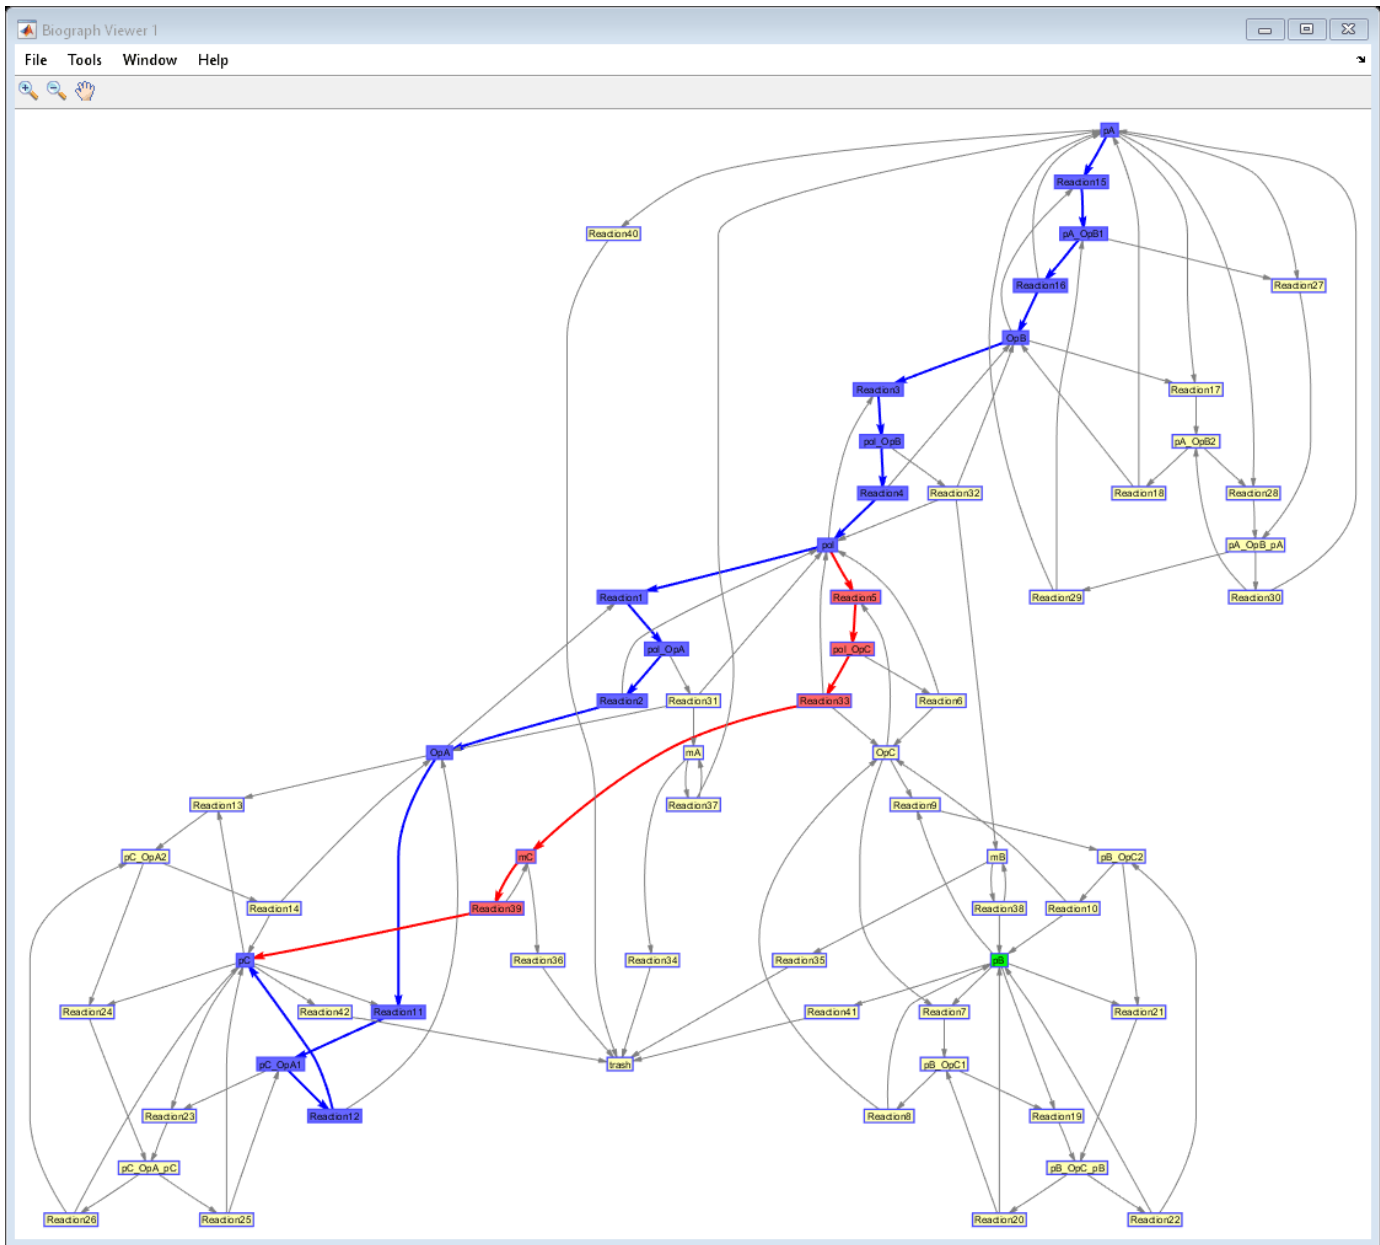 Biograph Viewer 1
File Tools Window Help
pA
Reaction15
Reaction40
pA_OpB1
Reaction16
Reaction27
OpB
Reaction3
Reaction17
pol_OpB
pA_OpB2
Reaction4
Reaction32
Reaction18
Reaction28
pol
pA_OpB_pA
Reaction1
Reaction5
Reaction29
Reaction30
pol_OpA
pol_OpC
Reaction2
Reaction31
Reaction33
Reaction6
OpA
mA
OpC
Reaction13
Reaction37
Reaction9
pC_OpA2
mC
mB
pB_OpC2
Reaction14
Reaction39
Reaction38
Reaction10
pC
Reaction36
Reaction34
Reaction35
pB
Reaction24
Reaction42
Reaction11
Reaction41
Reaction7
Reaction21
pC_OpA1
trash
pB_OpC1
Reaction23
Reaction12
Reaction8
Reaction19
pC_OpA_pC
pB_OpC_pB
Reaction26
Reaction25
Reaction20
Reaction22